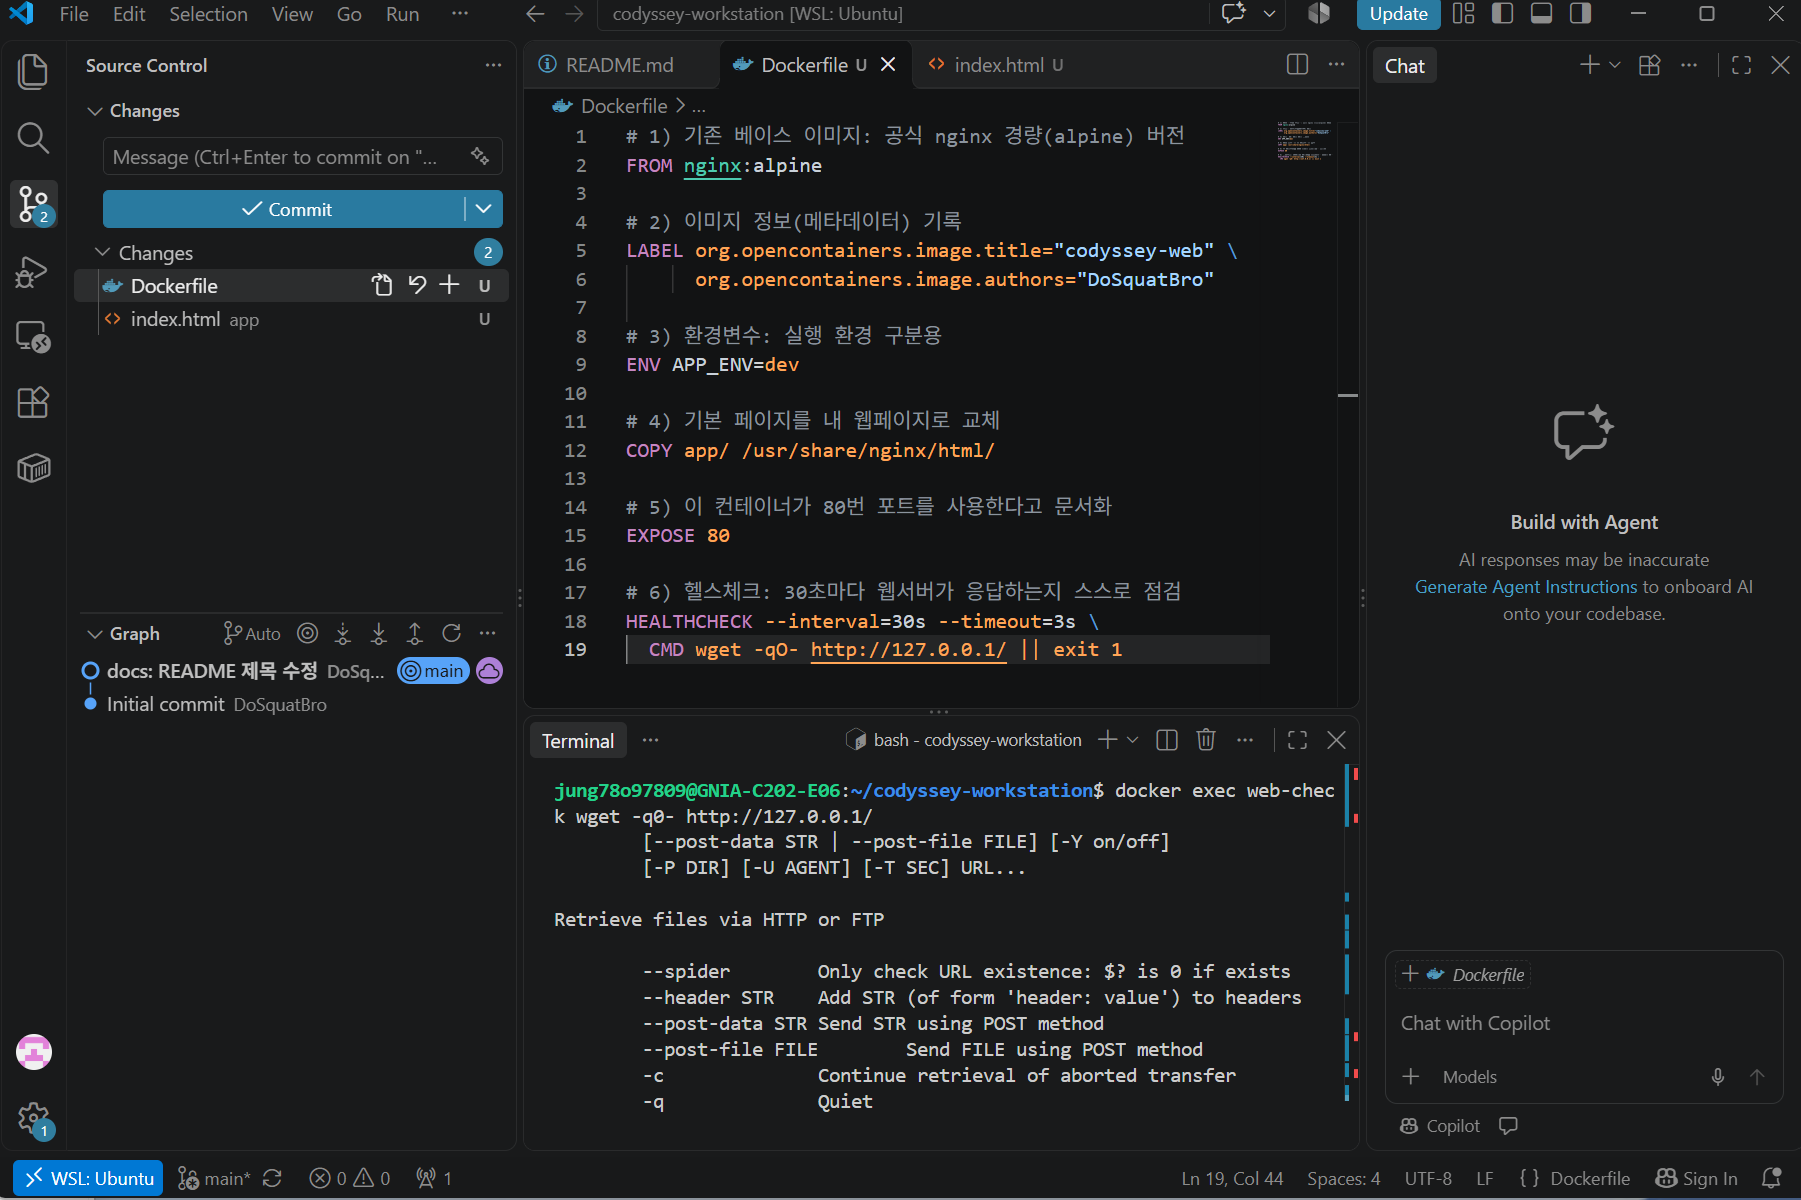 File Edit Selection View Go Run ···
codyssey-workstation [WSL: Ubuntu]
Update
Source Control
Changes
Message (Ctrl+Enter to commit on "...
Commit
Changes 2
Dockerfile U
index.html app U
2
Graph Auto
docs: README 제목 수정 DoSq... main
Initial commit DoSquatBro
1
README.md
Dockerfile U
index.html U
Dockerfile > ...
1 # 1) 기존 베이스 이미지: 공식 nginx 경량(alpine) 버전
2 FROM nginx:alpine
3
4 # 2) 이미지 정보(메타데이터) 기록
5 LABEL org.opencontainers.image.title="codyssey-web" \
6 org.opencontainers.image.authors="DoSquatBro"
7
8 # 3) 환경변수: 실행 환경 구분용
9 ENV APP_ENV=dev
10
11 # 4) 기본 페이지를 내 웹페이지로 교체
12 COPY app/ /usr/share/nginx/html/
13
14 # 5) 이 컨테이너가 80번 포트를 사용한다고 문서화
15 EXPOSE 80
16
17 # 6) 헬스체크: 30초마다 웹서버가 응답하는지 스스로 점검
18 HEALTHCHECK --interval=30s --timeout=3s \
19 CMD wget -qO- http://127.0.0.1/ || exit 1
Terminal ··· bash - codyssey-workstation
jung78o97809@GNIA-C202-E06:~/codyssey-workstation$ docker exec web-chec
k wget -q0- http://127.0.0.1/
[--post-data STR | --post-file FILE] [-Y on/off]
[-P DIR] [-U AGENT] [-T SEC] URL...
Retrieve files via HTTP or FTP
--spider Only check URL existence: $? is 0 if exists
--header STR Add STR (of form 'header: value') to headers
--post-data STR Send STR using POST method
--post-file FILE Send FILE using POST method
-c Continue retrieval of aborted transfer
-q Quiet
Chat
Build with Agent
AI responses may be inaccurate
Generate Agent Instructions to onboard AI
onto your codebase.
Dockerfile
Chat with Copilot
Models
Copilot
WSL: Ubuntu main* 0 0 1
Ln 19, Col 44 Spaces: 4 UTF-8 LF { } Dockerfile Sign In